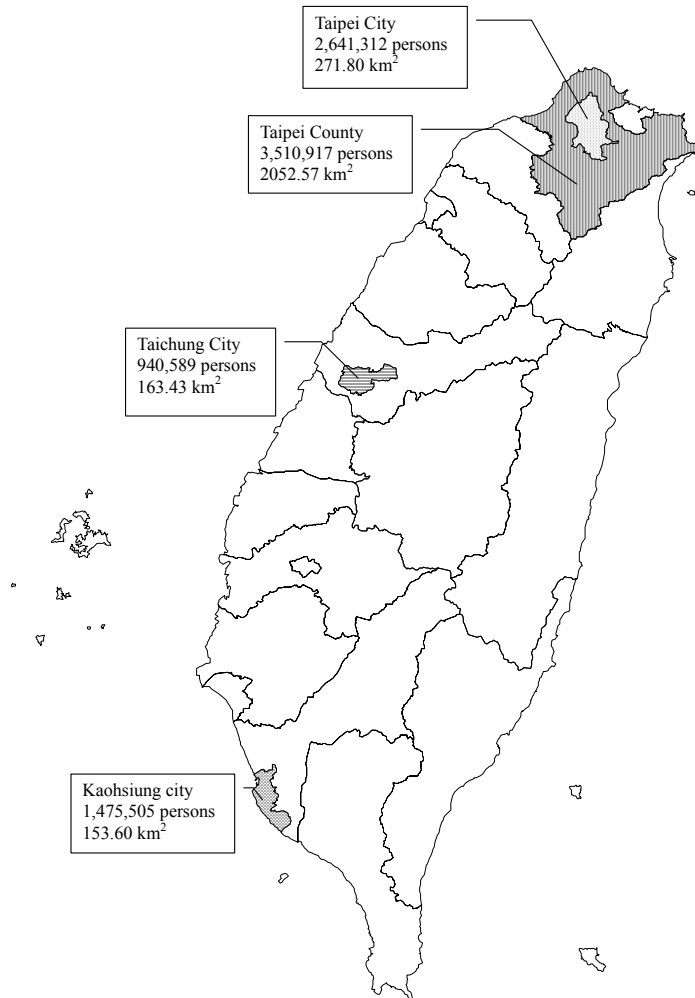 Taipei City
2,641,312 persons
271.80 km²
Taipei County
3,510,917 persons
2052.57 km²
Taichung City
940,589 persons
163.43 km²
Kaohsiung city
1,475,505 persons
153.60 km²